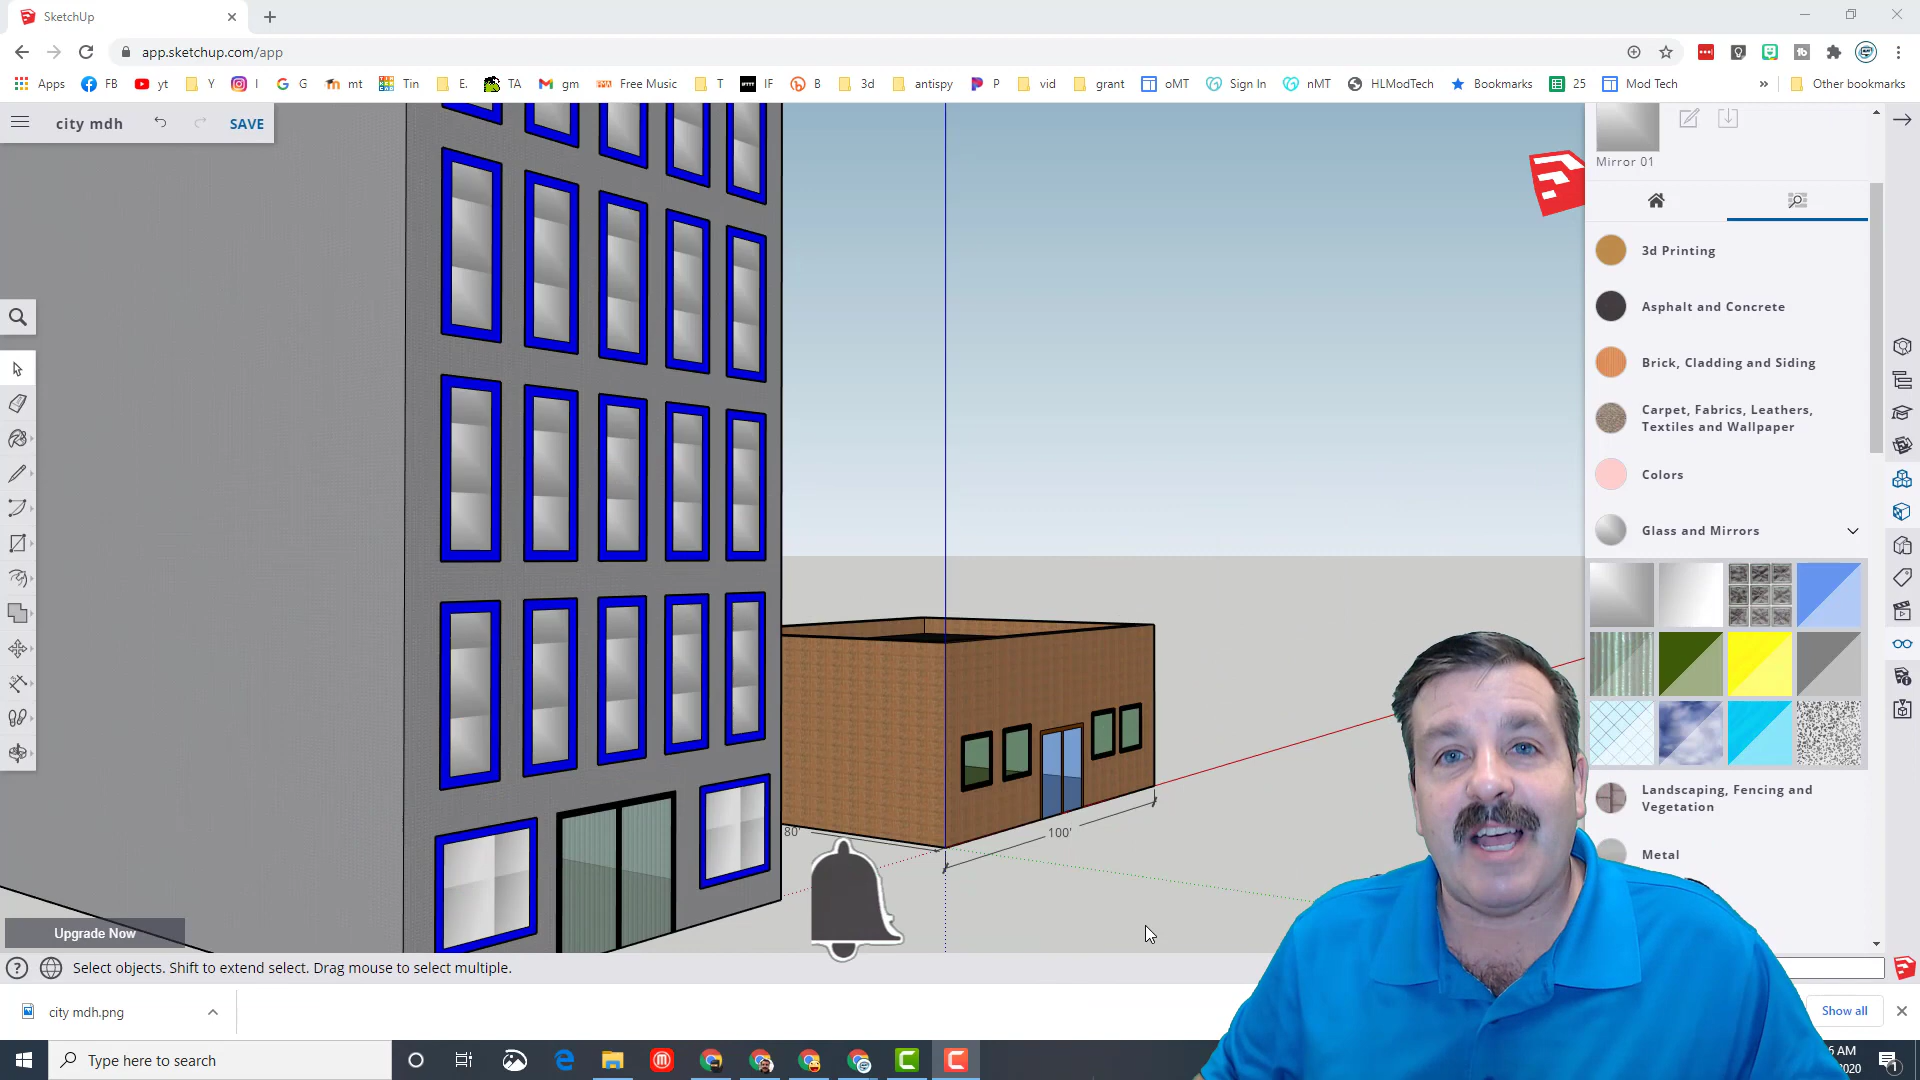 SketchUp
app.sketchup.com/app
Apps FB yt Y I G mt Tin E. TA gm Free Music T IF B 3d antispy P vid grant oMT Sign In nMT HLModTech Bookmarks 25 Mod Tech » Other bookmarks
city mdh SAVE
Mirror 01
3d Printing
Asphalt and Concrete
Brick, Cladding and Siding
Carpet, Fabrics, Leathers,
Textiles and Wallpaper
Colors
Glass and Mirrors
Landscaping, Fencing and
Vegetation
Metal
80'
100'
Upgrade Now
Select objects. Shift to extend select. Drag mouse to select multiple.
city mdh.png
Show all
Type here to search
AM
2020